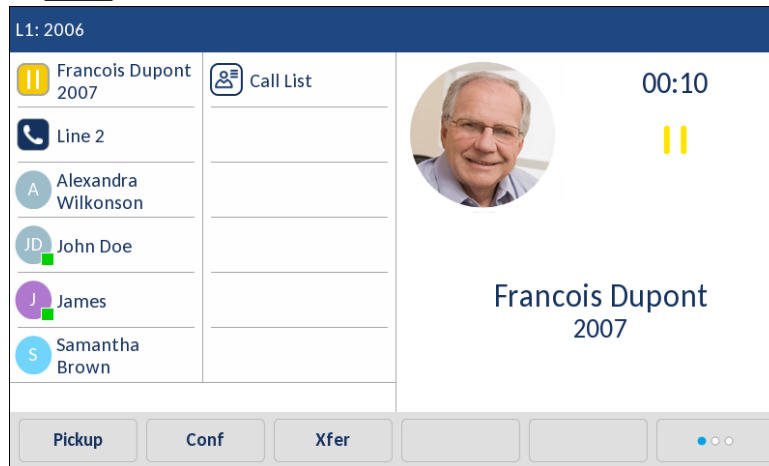 L1: 2006
Francois Dupont
2007
Line 2
A
Alexandra
Wilkonson
JD
John Doe
J
James
S
Samantha
Brown
Call List
00:10
Francois Dupont
2007
Pickup
Conf
Xfer